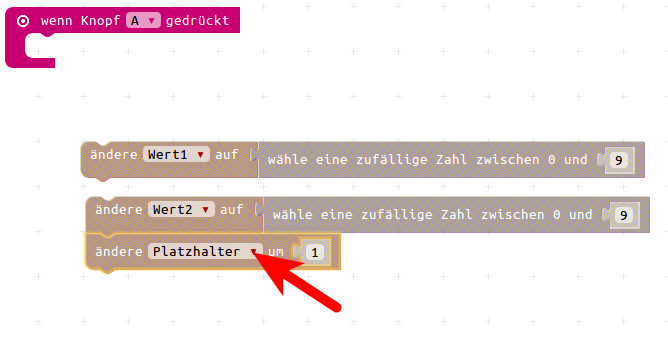 wenn Knopf A gedrückt
ändere Wert1 auf wähle eine zufällige Zahl zwischen 0 und 9
ändere Wert2 auf wähle eine zufällige Zahl zwischen 0 und 9
ändere Platzhalter um 1